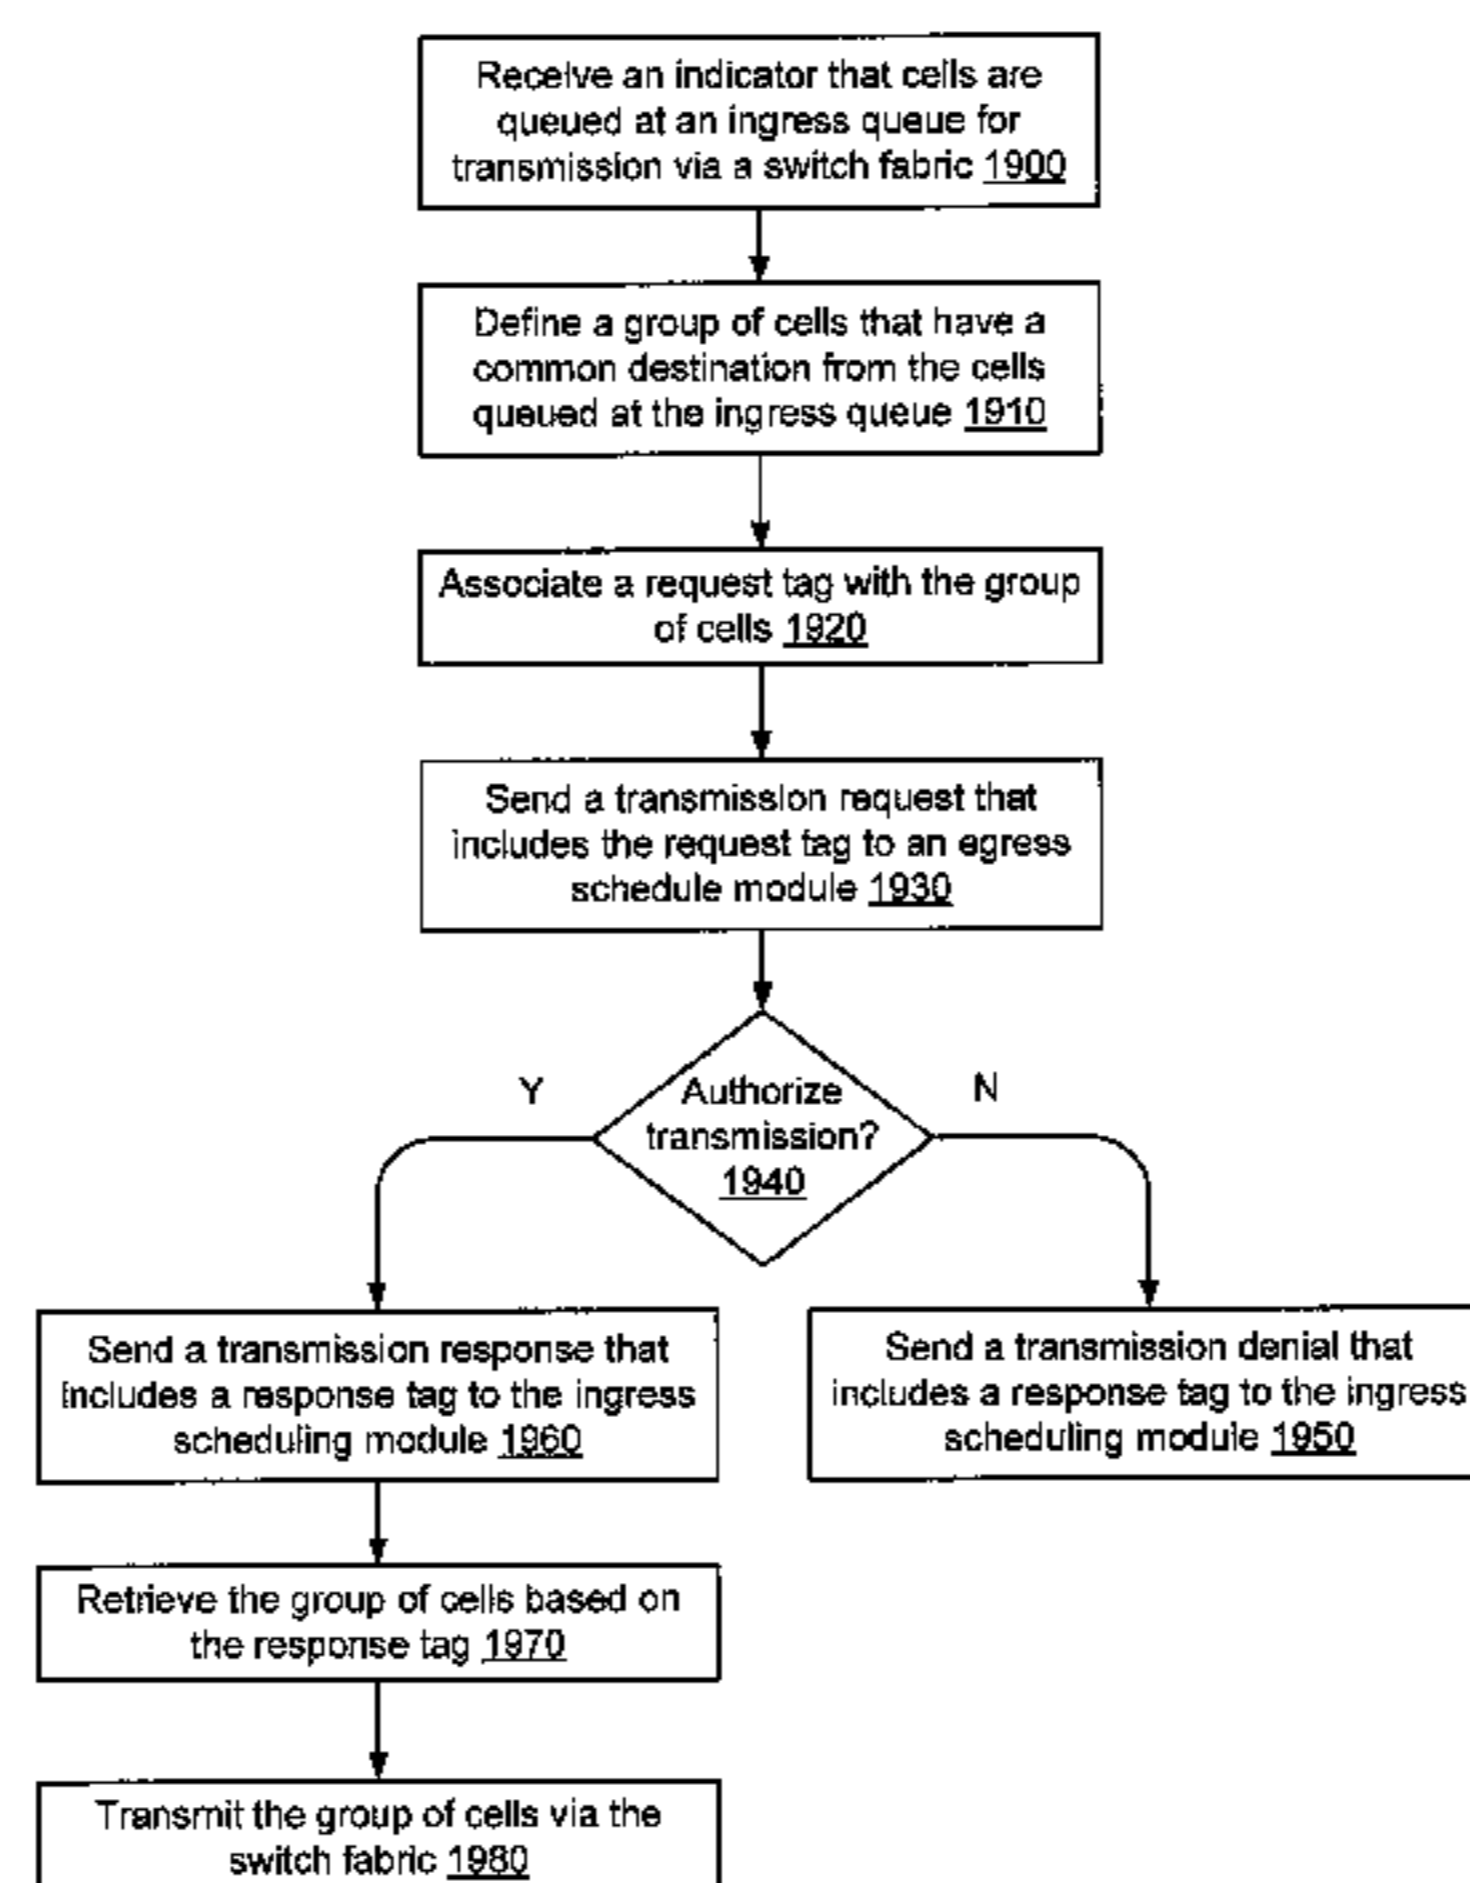 Receive an indicator that cells are
queued at an ingress queue for
transmission via a switch fabric 1900
Define a group of cells that have a
common destination from the cells
queued at the ingress queue 1910
Associate a request tag with the group
of cells 1920
Send a transmission request that
includes the request tag to an egress
schedule module 1930
Authorize
transmission?
1940
Y
N
Send a transmission response that
includes a response tag to the ingress
scheduling module 1960
Send a transmission denial that
includes a response tag to the ingress
scheduling module 1950
Retrieve the group of cells based on
the response tag 1970
Transmit the group of cells via the
switch fabric 1980